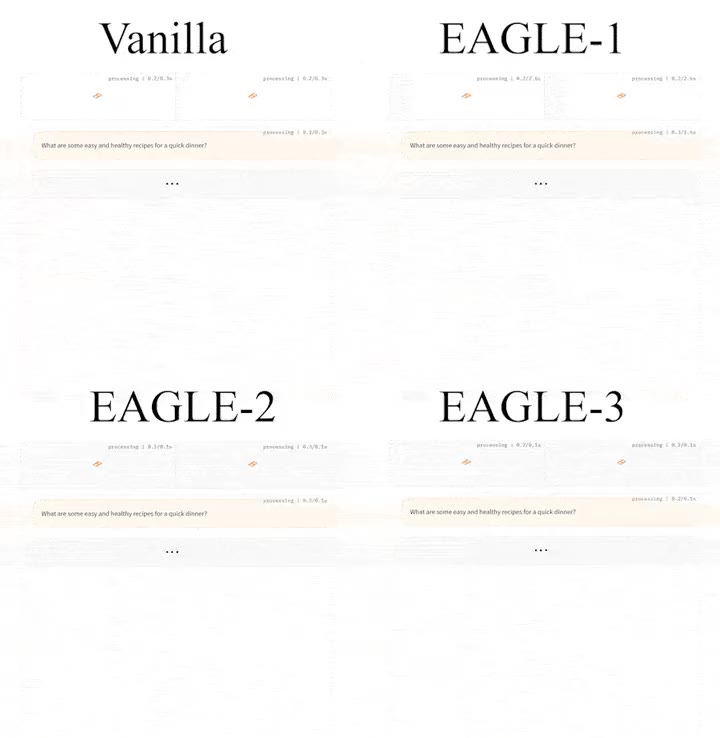 Vanilla
EAGLE-1
processing |
processing |
processing |
processing |
processing |
processing |
What are some easy and healthy recipes for a quick dinner?
What are some easy and healthy recipes for a quick dinner?
...
...
EAGLE-2
EAGLE-3
processing |
processing |
processing |
processing |
processing |
processing |
What are some easy and healthy recipes for a quick dinner?
What are some easy and healthy recipes for a quick dinner?
...
...